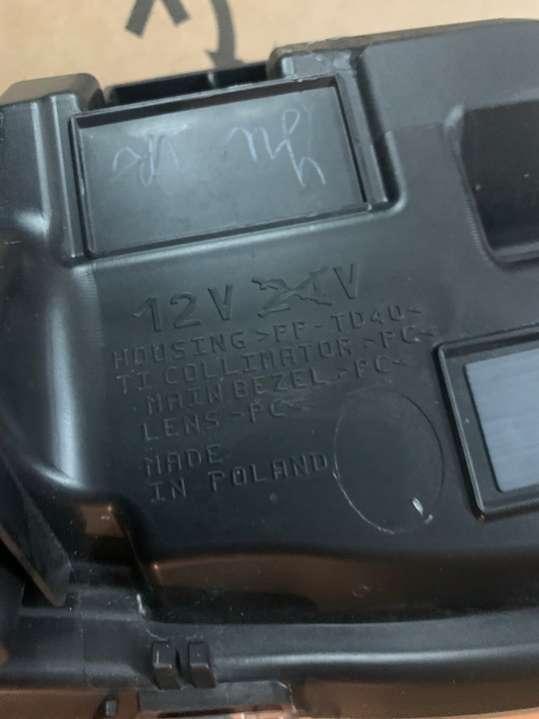 12V 24V
HOUSING >PP-TD40<
TI COLLIMATOR >PC<
MAIN BEZEL >PC<
LENS >PC<
MADE
IN POLAND